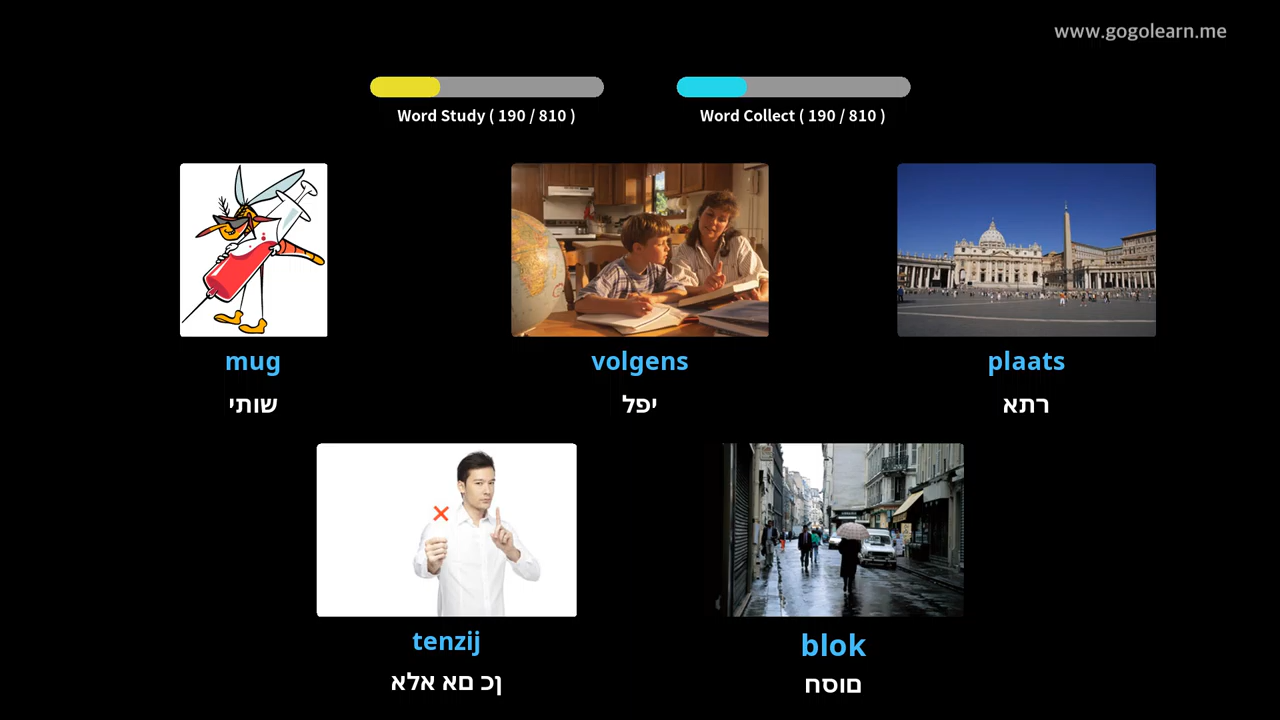 www.gogolearn.me
Word Study ( 190 / 810 )
Word Collect ( 190 / 810 )
mug
שותי
volgens
יפל
plaats
רתא
tenzij
ןכ םא אלא
blok
םוסח